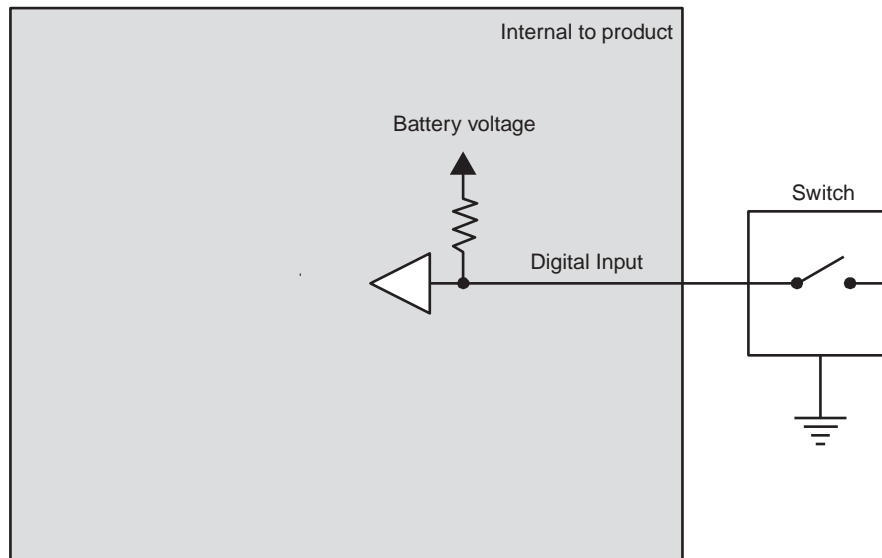 Internal to product
Battery voltage
Switch
Digital Input